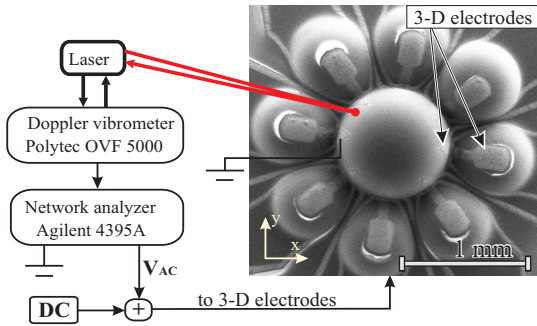 3-D electrodes
Laser
Doppler vibrometer
Polytec OVF 5000
Network analyzer
Agilent 4395A
y
x
1 mm
VAC
DC
+
to 3-D electrodes